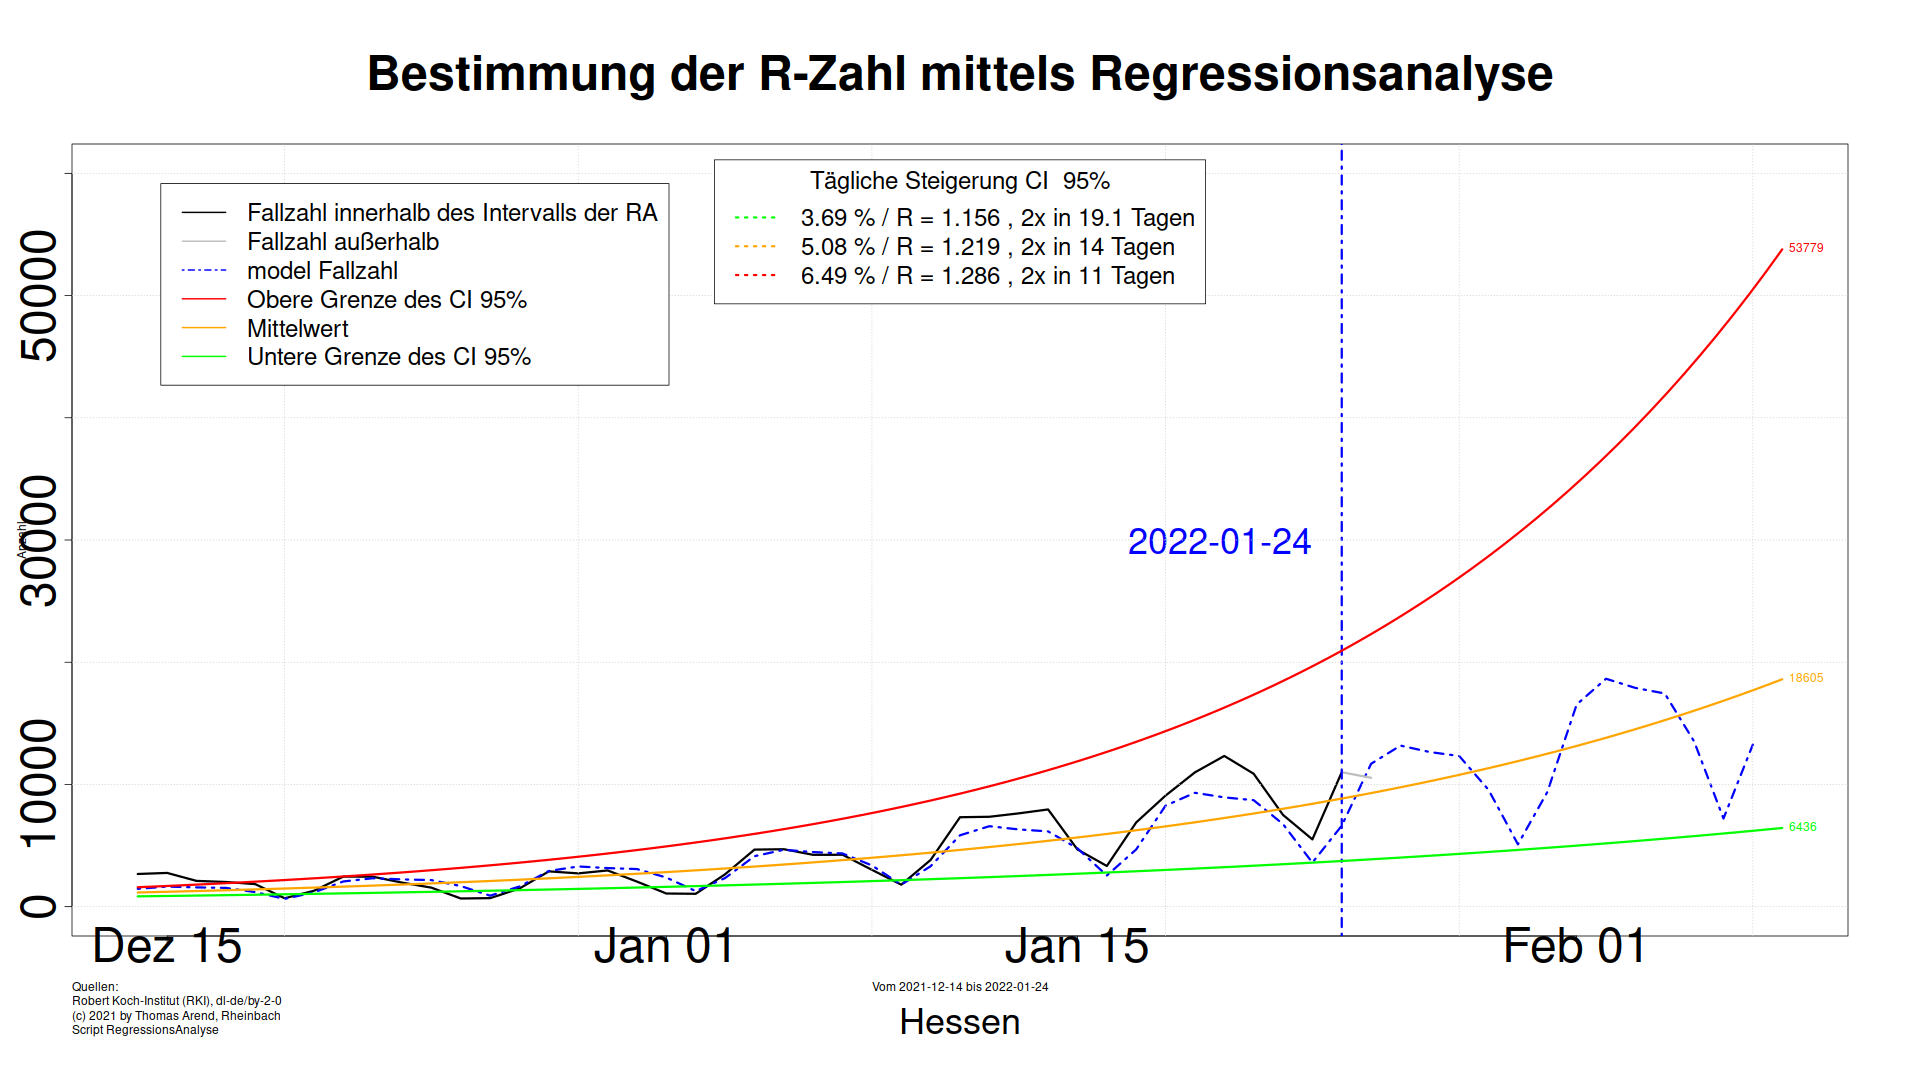 Bestimmung der R-Zahl mittels Regressionsanalyse
Fallzahl innerhalb des Intervalls der RA
Fallzahl außerhalb
model Fallzahl
Obere Grenze des CI 95%
Mittelwert
Untere Grenze des CI 95%
Tägliche Steigerung CI 95%
3.69 % / R = 1.156 , 2x in 19.1 Tagen
5.08 % / R = 1.219 , 2x in 14 Tagen
6.49 % / R = 1.286 , 2x in 11 Tagen
53779
50000
2022-01-24
30000
Anzahl
18605
10000
6436
0
Dez 15
Jan 01
Jan 15
Feb 01
Quellen:
Robert Koch-Institut (RKI), dl-de/by-2-0
(c) 2021 by Thomas Arend, Rheinbach
Script RegressionsAnalyse
Vom 2021-12-14 bis 2022-01-24
Hessen